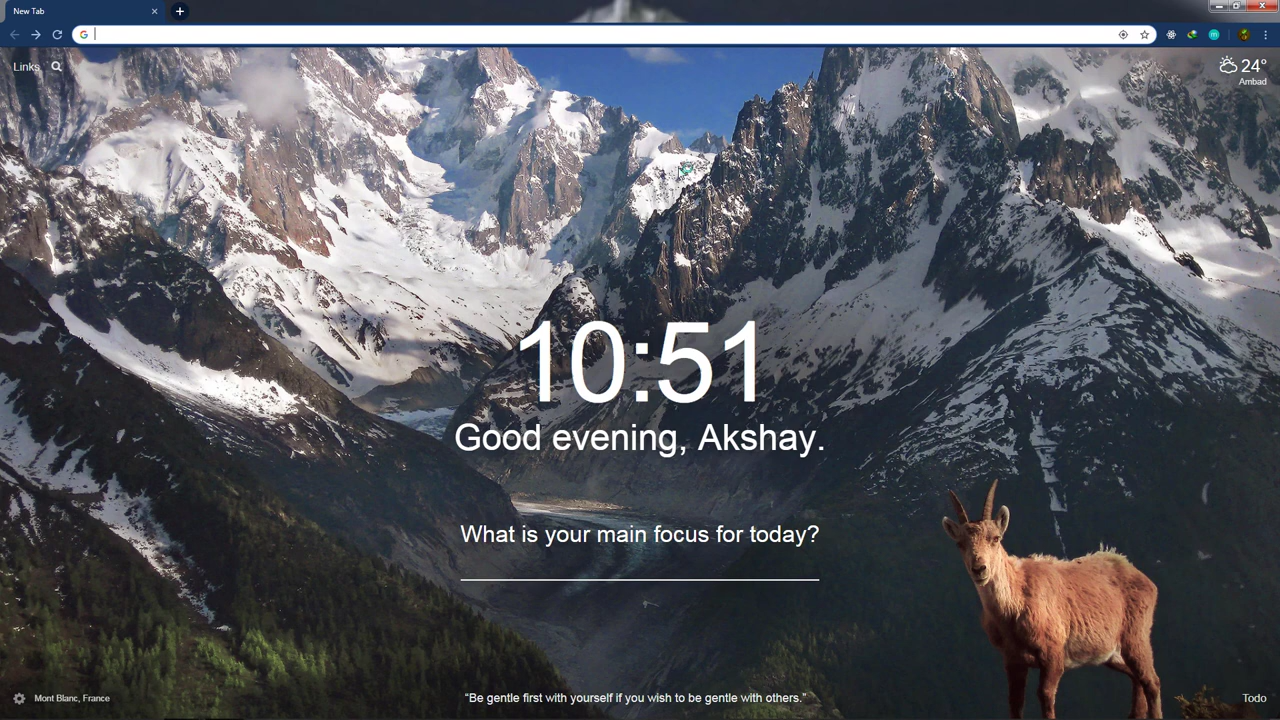 New Tab
Links
24°
Ambad
10:51
Good evening, Akshay.
What is your main focus for today?
Mont Blanc, France
“Be gentle first with yourself if you wish to be gentle with others.”
Todo